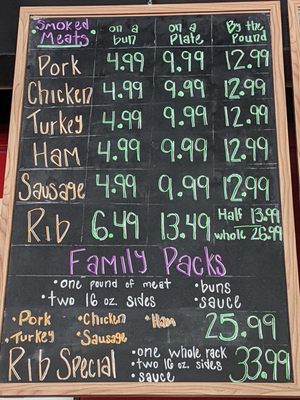 Smoked Meats on a bun on a Plate By the Pound
Pork 4.99 9.99 12.99
Chicken 4.99 9.99 12.99
Turkey 4.99 9.99 12.99
Ham 4.99 9.99 12.99
Sausage 4.99 9.99 12.99
Rib 6.49 13.49 Half 13.99
whole 26.99
Family Packs
• one pound of meat • buns
• two 16 oz. sides • sauce
• Pork • Chicken • Ham 25.99
• Turkey • Sausage
Rib Special • one whole rack 33.99
• two 16 oz. sides
• sauce